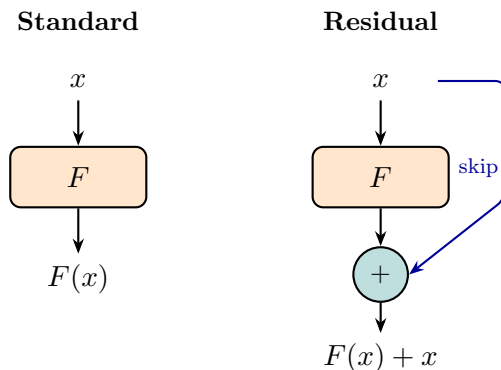 Standard
x
F
F(x)
Residual
x
F
skip
+
F(x) + x